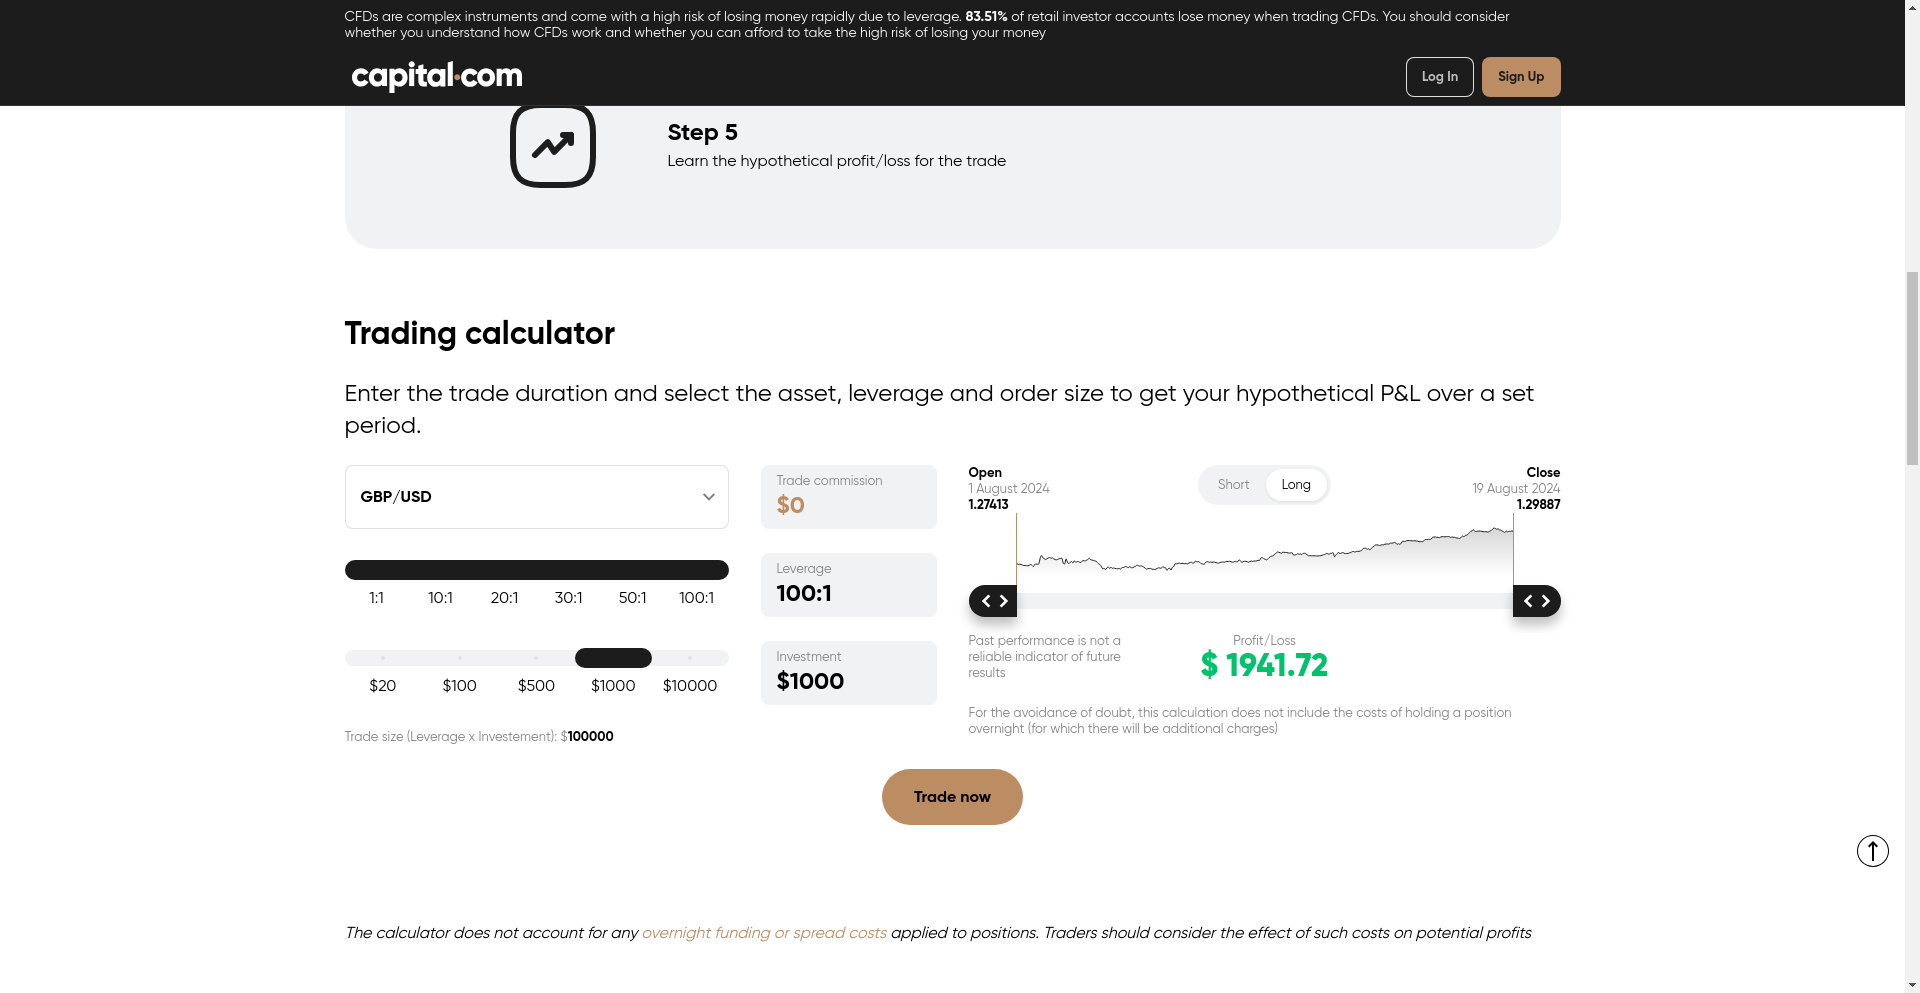 CFDs are complex instruments and come with a high risk of losing money rapidly due to leverage. 83.51% of retail investor accounts lose money when trading CFDs. You should consider
whether you understand how CFDs work and whether you can afford to take the high risk of losing your money
capital.com
Log In
Sign Up
Step 5
Learn the hypothetical profit/loss for the trade
Trading calculator
Enter the trade duration and select the asset, leverage and order size to get your hypothetical P&L over a set
period.
GBP/USD
1:1 10:1 20:1 30:1 50:1 100:1
$20 $100 $500 $1000 $10000
Trade size (Leverage x Investement): $100000
Trade commission
$0
Leverage
100:1
Investment
$1000
Open
1 August 2024
1.27413
Short Long
Close
19 August 2024
1.29887
Past performance is not a
reliable indicator of future
results
Profit/Loss
$ 1941.72
For the avoidance of doubt, this calculation does not include the costs of holding a position
overnight (for which there will be additional charges)
Trade now
The calculator does not account for any overnight funding or spread costs applied to positions. Traders should consider the effect of such costs on potential profits